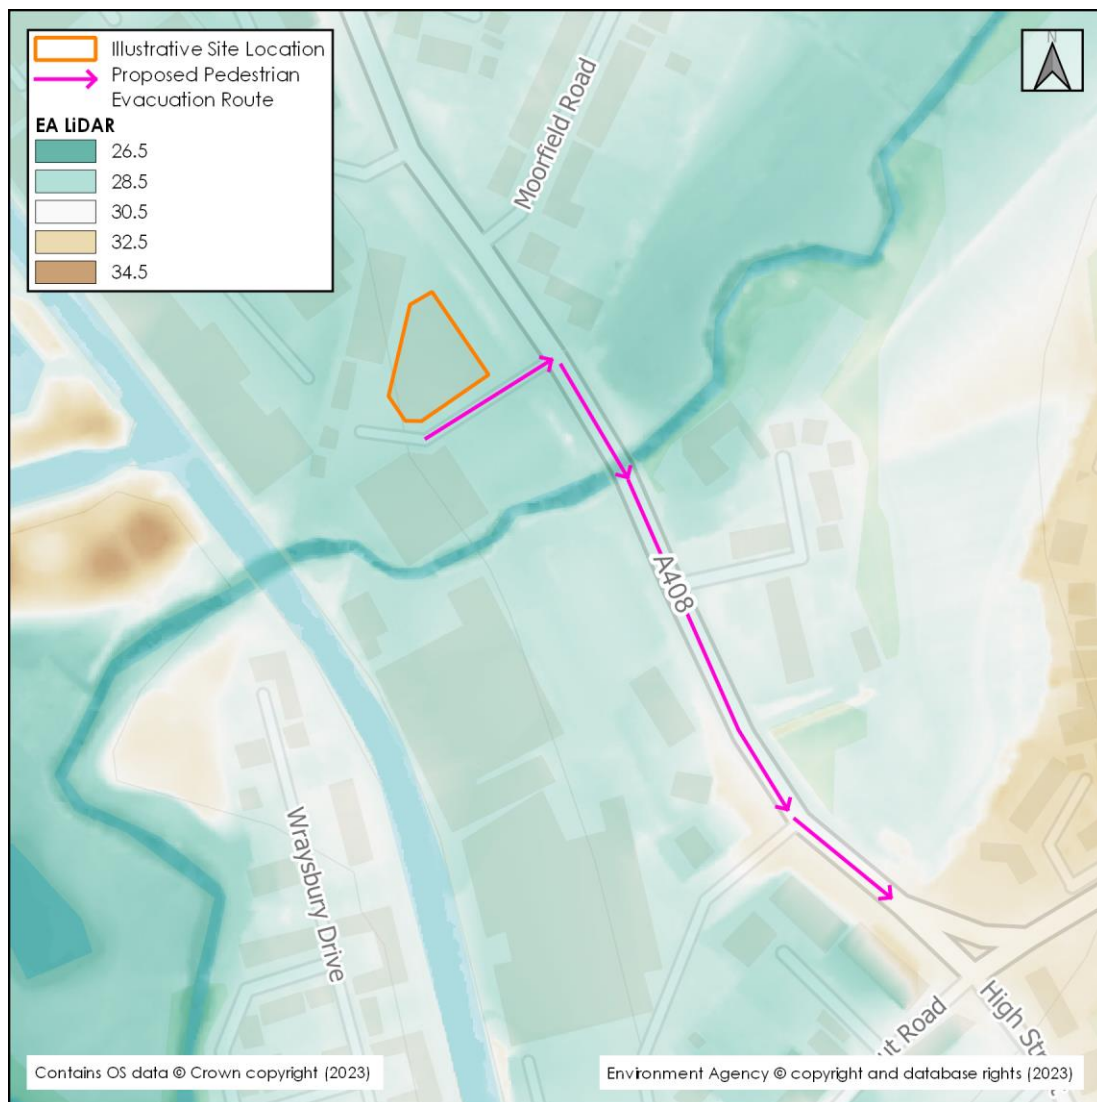 Illustrative Site Location
Proposed Pedestrian
Evacuation Route
EA LiDAR
26.5
28.5
30.5
32.5
34.5
N
Moorfield Road
A408
Wraysbury Drive
ut Road
High Str
Contains OS data © Crown copyright (2023)
Environment Agency © copyright and database rights (2023)